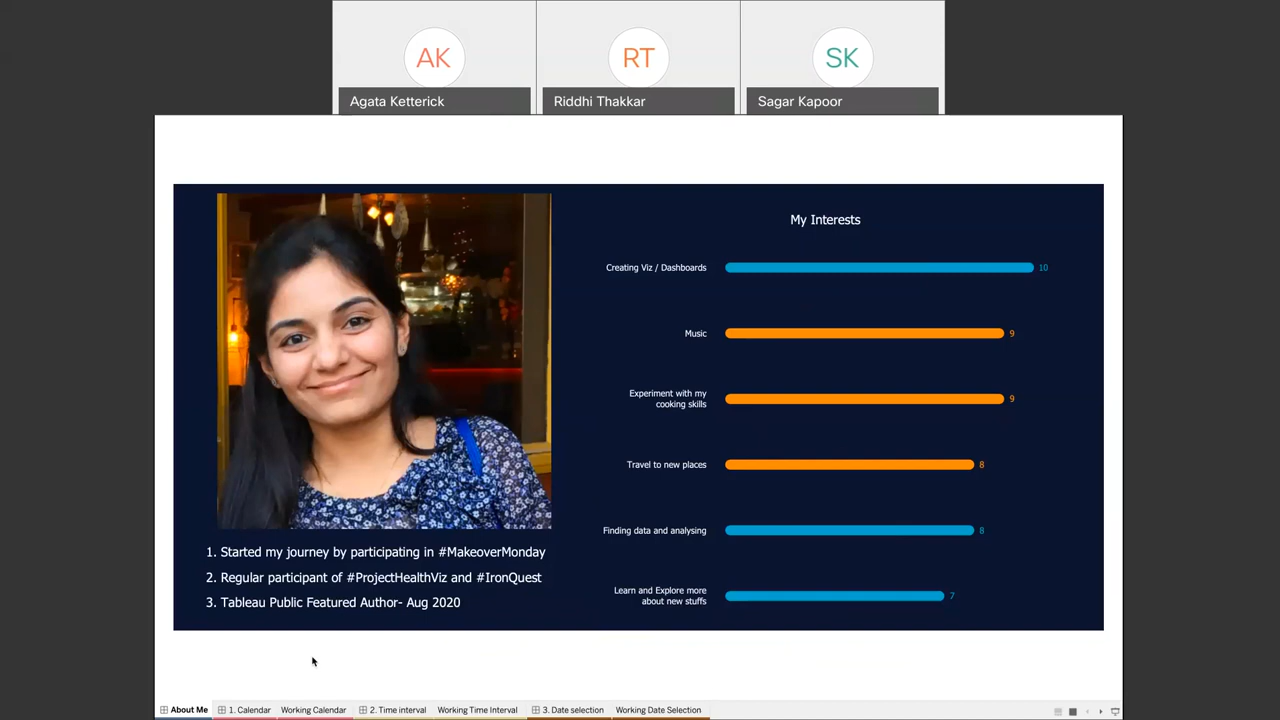 AK
RT
SK
Agata Ketterick
Riddhi Thakkar
Sagar Kapoor
My Interests
Creating Viz / Dashboards 10
Music 9
Experiment with my
cooking skills 9
Travel to new places 8
Finding data and analysing 8
Learn and Explore more
about new stuffs 7
1. Started my journey by participating in #MakeoverMonday
2. Regular participant of #ProjectHealthViz and #IronQuest
3. Tableau Public Featured Author- Aug 2020
About Me 1. Calendar Working Calendar 2. Time interval Working Time Interval 3. Date selection Working Date Selection